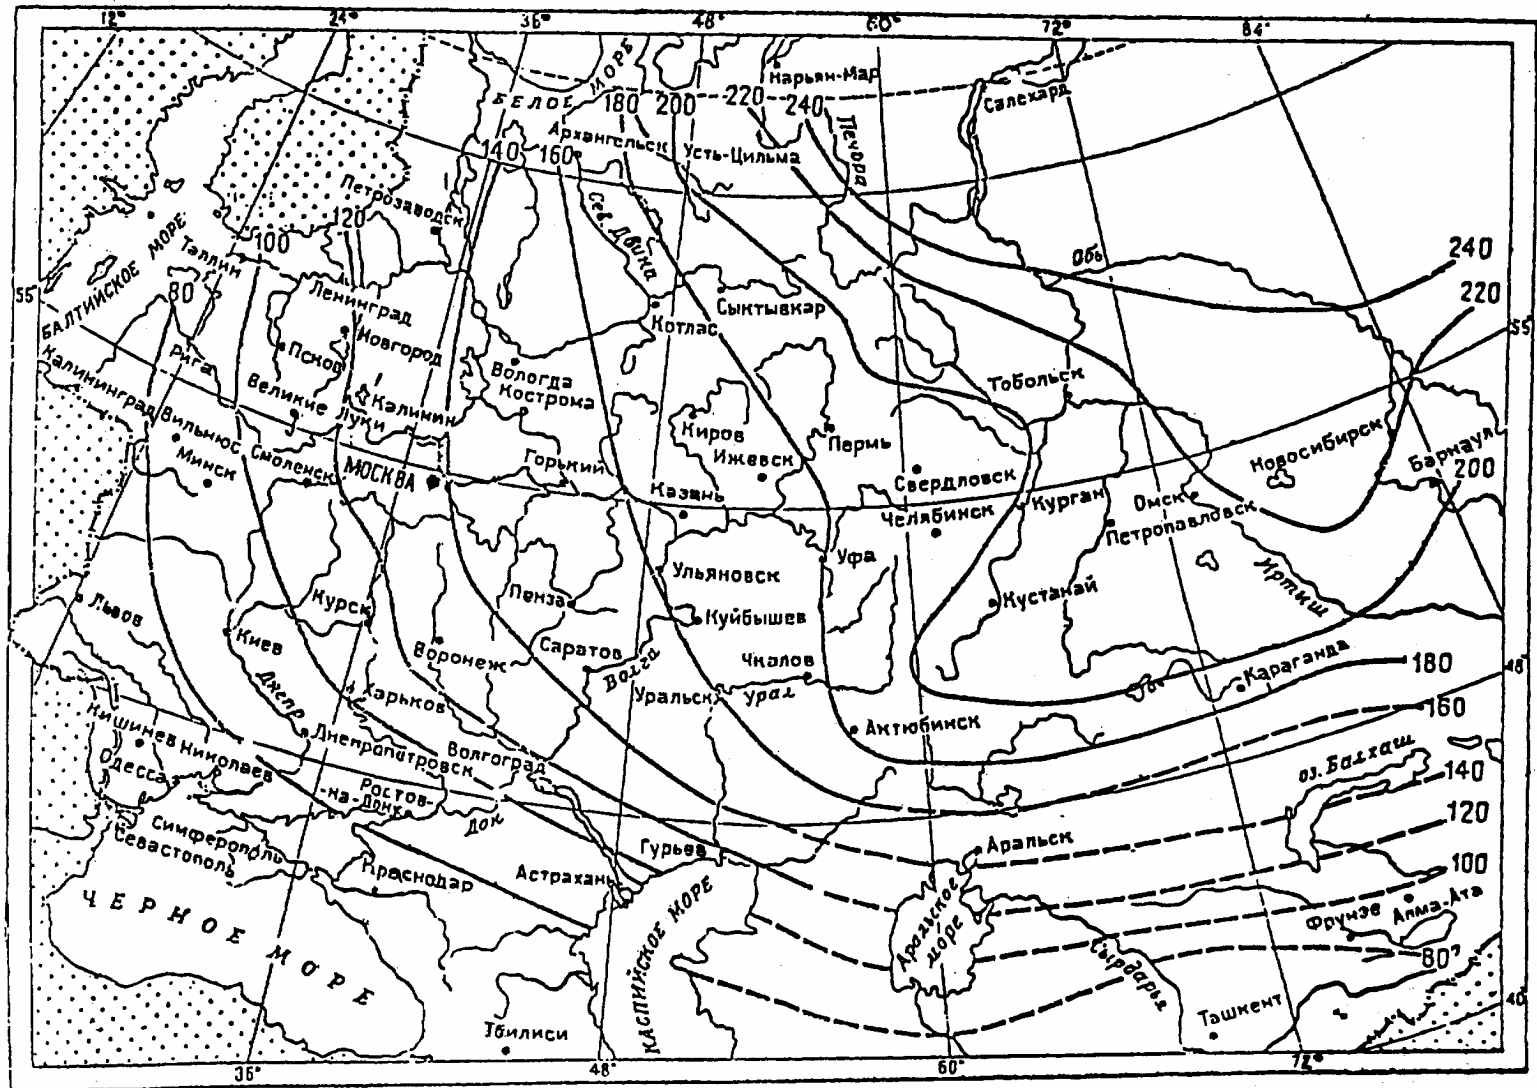 12° 24° 36° 48° 60° 72° 84°
БЕЛОЕ МОРЕ
Нарьян-Мар
Салехард
180 200 220 240
Архангельск
Усть-Цильма
Печора
140 160
Петрозаводск
Сев. Двина
120
100
БАЛТИЙСКОЕ МОРЕ
Таллин
80
Обь
240
220
55
55
Ленинград
Новгород
Псков
Сыктывкар
Котлас
Рига
Калининград
Вильнюс
Великие Луки
Калинин
Вологда
Кострома
Тобольск
Киров
Ижевск
Пермь
Минск
Смоленск
МОСКВА
Горький
Казань
Свердловск
Челябинск
Курган
Омск
Петропавловск
Новосибирск
Барнаул
200
Уфа
Ульяновск
Куйбышев
Кустанай
Иртиш
Львов
Киев
Курск
Пенза
Воронеж
Саратов
Волга
Чкалов
Урал
Уральск
Караганда
180
48
Днепр
Харьков
Актюбинск
160
Кишинев
Николаев
Днепропетровск
Волгоград
оз. Балхаш
140
Одесса
Ростов-
-на-Дону
Дон
120
Симферополь
Севастополь
Гурьев
Аральск
100
Краснодар
Астрахань
Аральское
море
Фрунзе
Алма-Ата
80
ЧЕРНОЕ МОРЕ
КАСПИЙСКОЕ МОРЕ
Сырдарья
Тбилиси
Ташкент
40
36° 48° 60° 72°